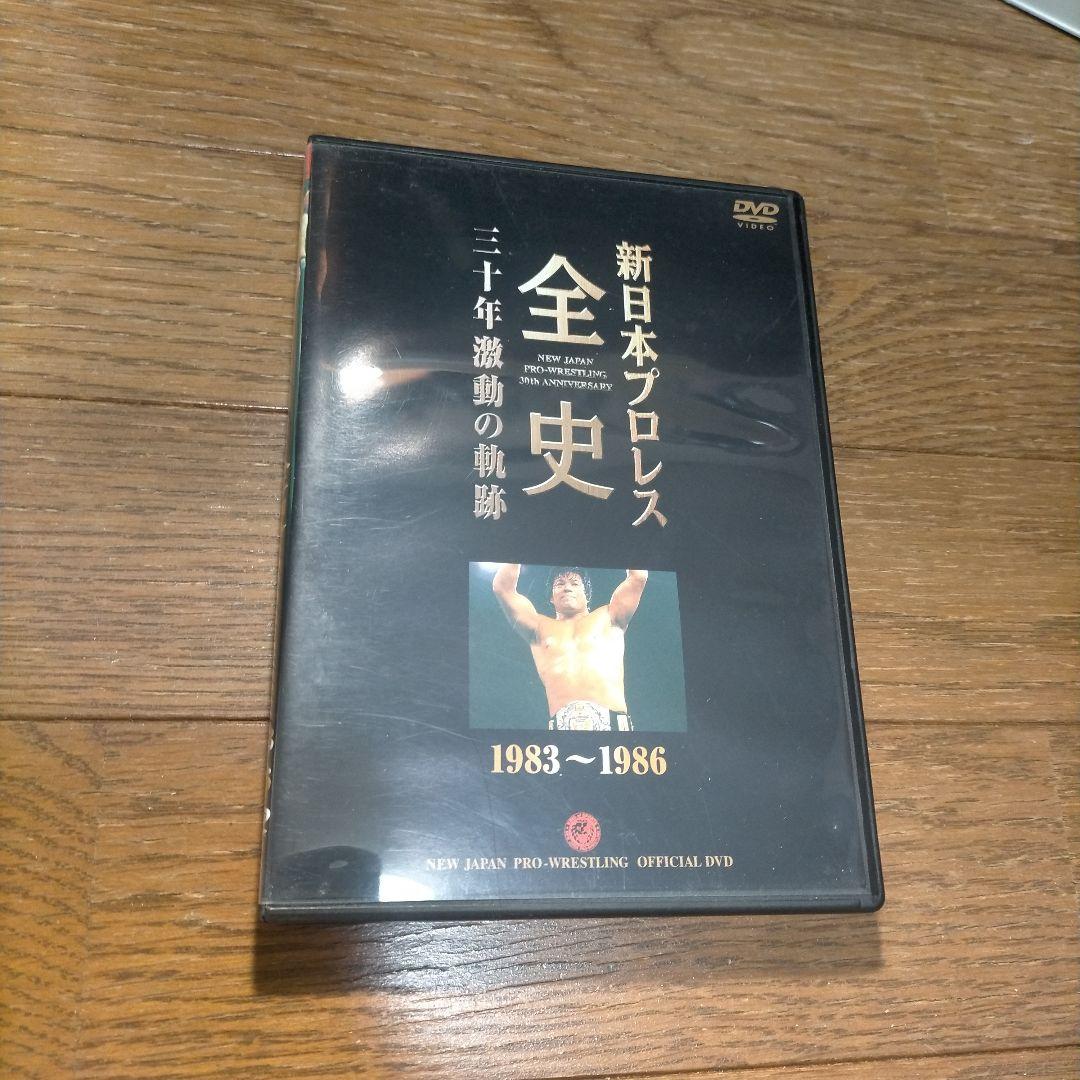 DVD
VIDEO
新日本プロレス
全史
NEW JAPAN
PRO-WRESTLING
30th ANNIVERSARY
三十年激動の軌跡
1983〜1986
NEW JAPAN PRO-WRESTLING OFFICIAL DVD